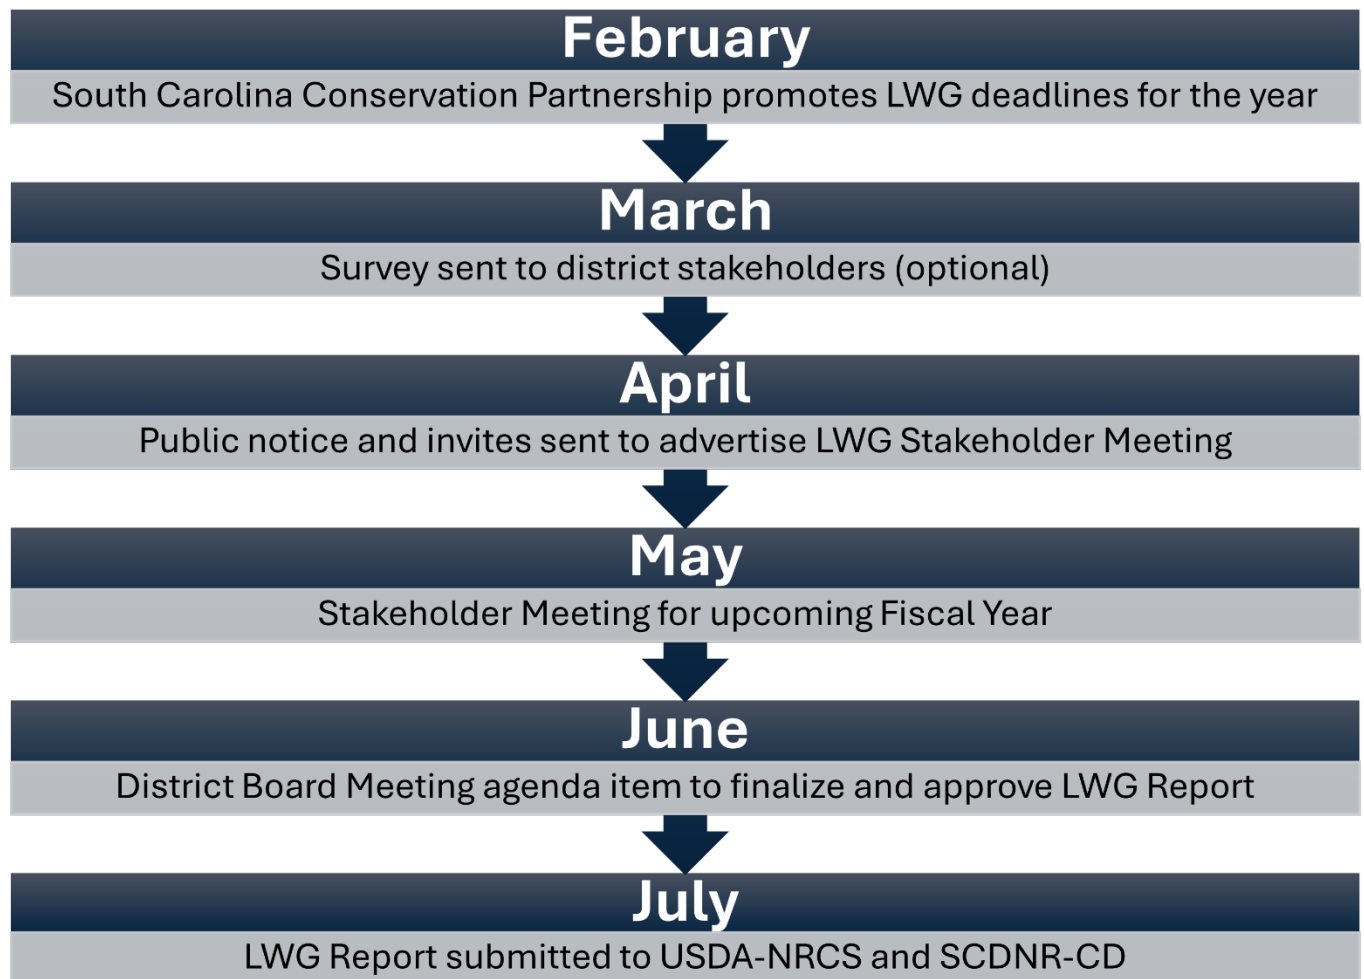 February
South Carolina Conservation Partnership promotes LWG deadlines for the year
March
Survey sent to district stakeholders (optional)
April
Public notice and invites sent to advertise LWG Stakeholder Meeting
May
Stakeholder Meeting for upcoming Fiscal Year
June
District Board Meeting agenda item to finalize and approve LWG Report
July
LWG Report submitted to USDA-NRCS and SCDNR-CD